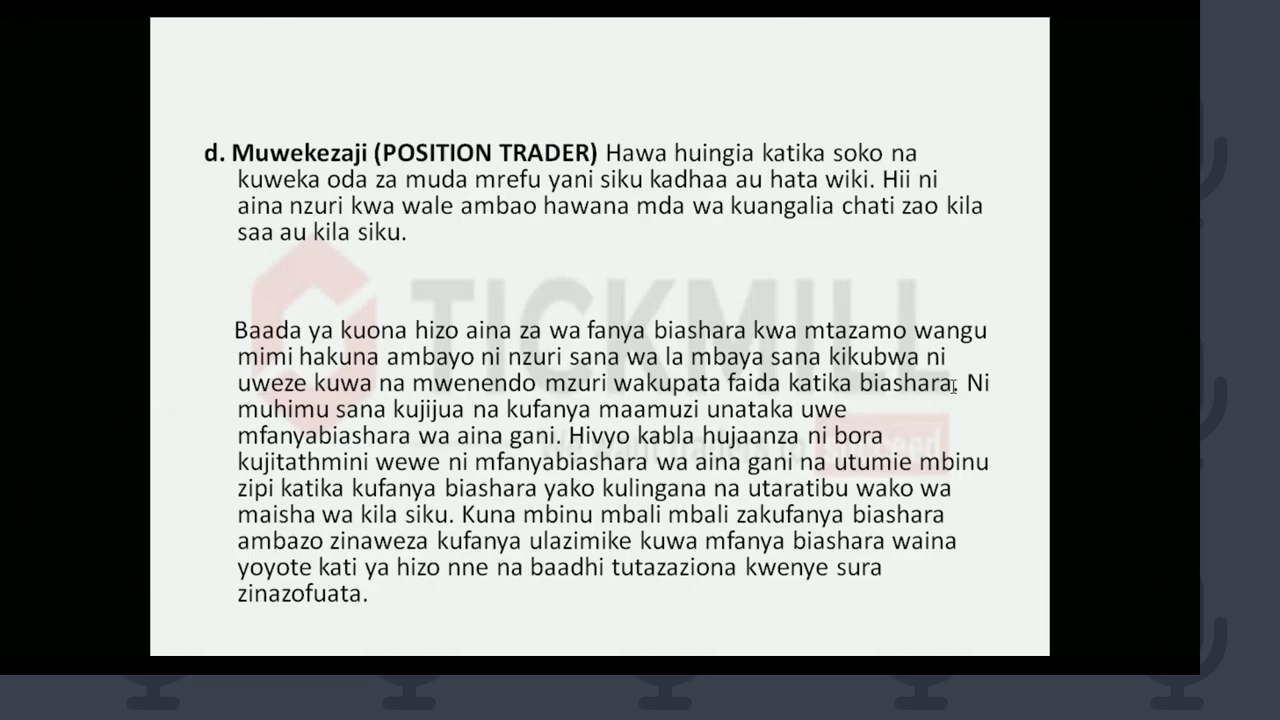 d. Muwekezaji (POSITION TRADER) Hawa huingia katika soko na
kuweka oda za muda mrefu yani siku kadhaa au hata wiki. Hii ni
aina nzuri kwa wale ambao hawana mda wa kuangalia chati zao kila
saa au kila siku.
TICKMILL
Baada ya kuona hizo aina za wa fanya biashara kwa mtazamo wangu
mimi hakuna ambayo ni nzuri sana wa la mbaya sana kikubwa ni
uweze kuwa na mwenendo mzuri wakupata faida katika biashara. Ni
muhimu sana kujijua na kufanya maamuzi unataka uwe
mfanyabiashara wa aina gani. Hivyo kabla hujaanza ni bora
kujitathmini wewe ni mfanyabiashara wa aina gani na utumie mbinu
zipi katika kufanya biashara yako kulingana na utaratibu wako wa
maisha wa kila siku. Kuna mbinu mbali mbali zakufanya biashara
ambazo zinaweza kufanya ulazimike kuwa mfanya biashara waina
yoyote kati ya hizo nne na baadhi tutazaziona kwenye sura
zinazofuata.